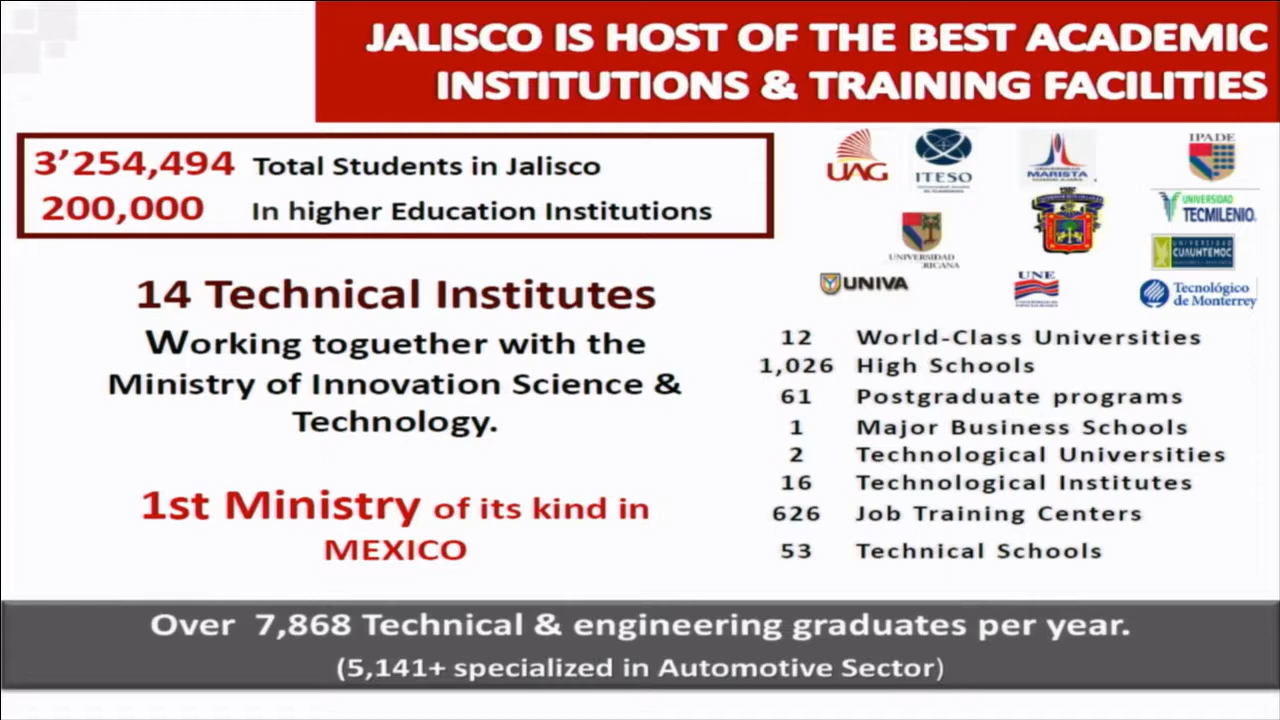 JALISCO IS HOST OF THE BEST ACADEMIC
INSTITUTIONS & TRAINING FACILITIES
3’254,494 Total Students in Jalisco
200,000 In higher Education Institutions
14 Technical Institutes
Working toguether with the
Ministry of Innovation Science &
Technology.
1st Ministry of its kind in
MEXICO
UAG
ITESO
MARISTA
IPADE
UNIVERSIDAD
TECMILENIO
UNIVERSIDAD
UNIVERSIDAD
CUAUHTEMOC
UNIVA
UNE
Tecnológico
de Monterrey
12 World-Class Universities
1,026 High Schools
61 Postgraduate programs
1 Major Business Schools
2 Technological Universities
16 Technological Institutes
626 Job Training Centers
53 Technical Schools
Over 7,868 Technical & engineering graduates per year.
(5,141+ specialized in Automotive Sector)